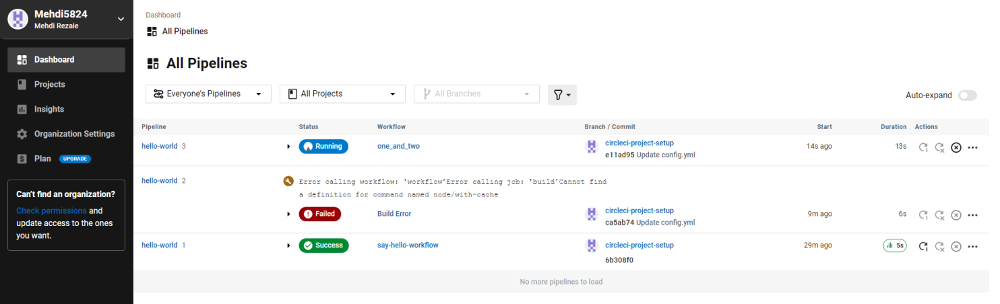 Mehdi5824
Mehdi Rezaie
Dashboard
Projects
Insights
Organization Settings
Plan UPGRADE
Can't find an organization?
Check permissions and
update access to the ones
you want.
Dashboard
All Pipelines
All Pipelines
Everyone's Pipelines All Projects All Branches Auto-expand
Pipeline Status Workflow Branch / Commit Start Duration Actions
hello-world 3 Running one_and_two circleci-project-setup 14s ago 13s
e11ad95 Update config.yml
hello-world 2 Error calling workflow: 'workflow'Error calling job: 'build'Cannot find
a definition for command named node/with-cache
Failed Build Error circleci-project-setup 9m ago 6s
ca5ab74 Update config.yml
hello-world 1 Success say-hello-workflow circleci-project-setup 29m ago 5s
6b308f0
No more pipelines to load